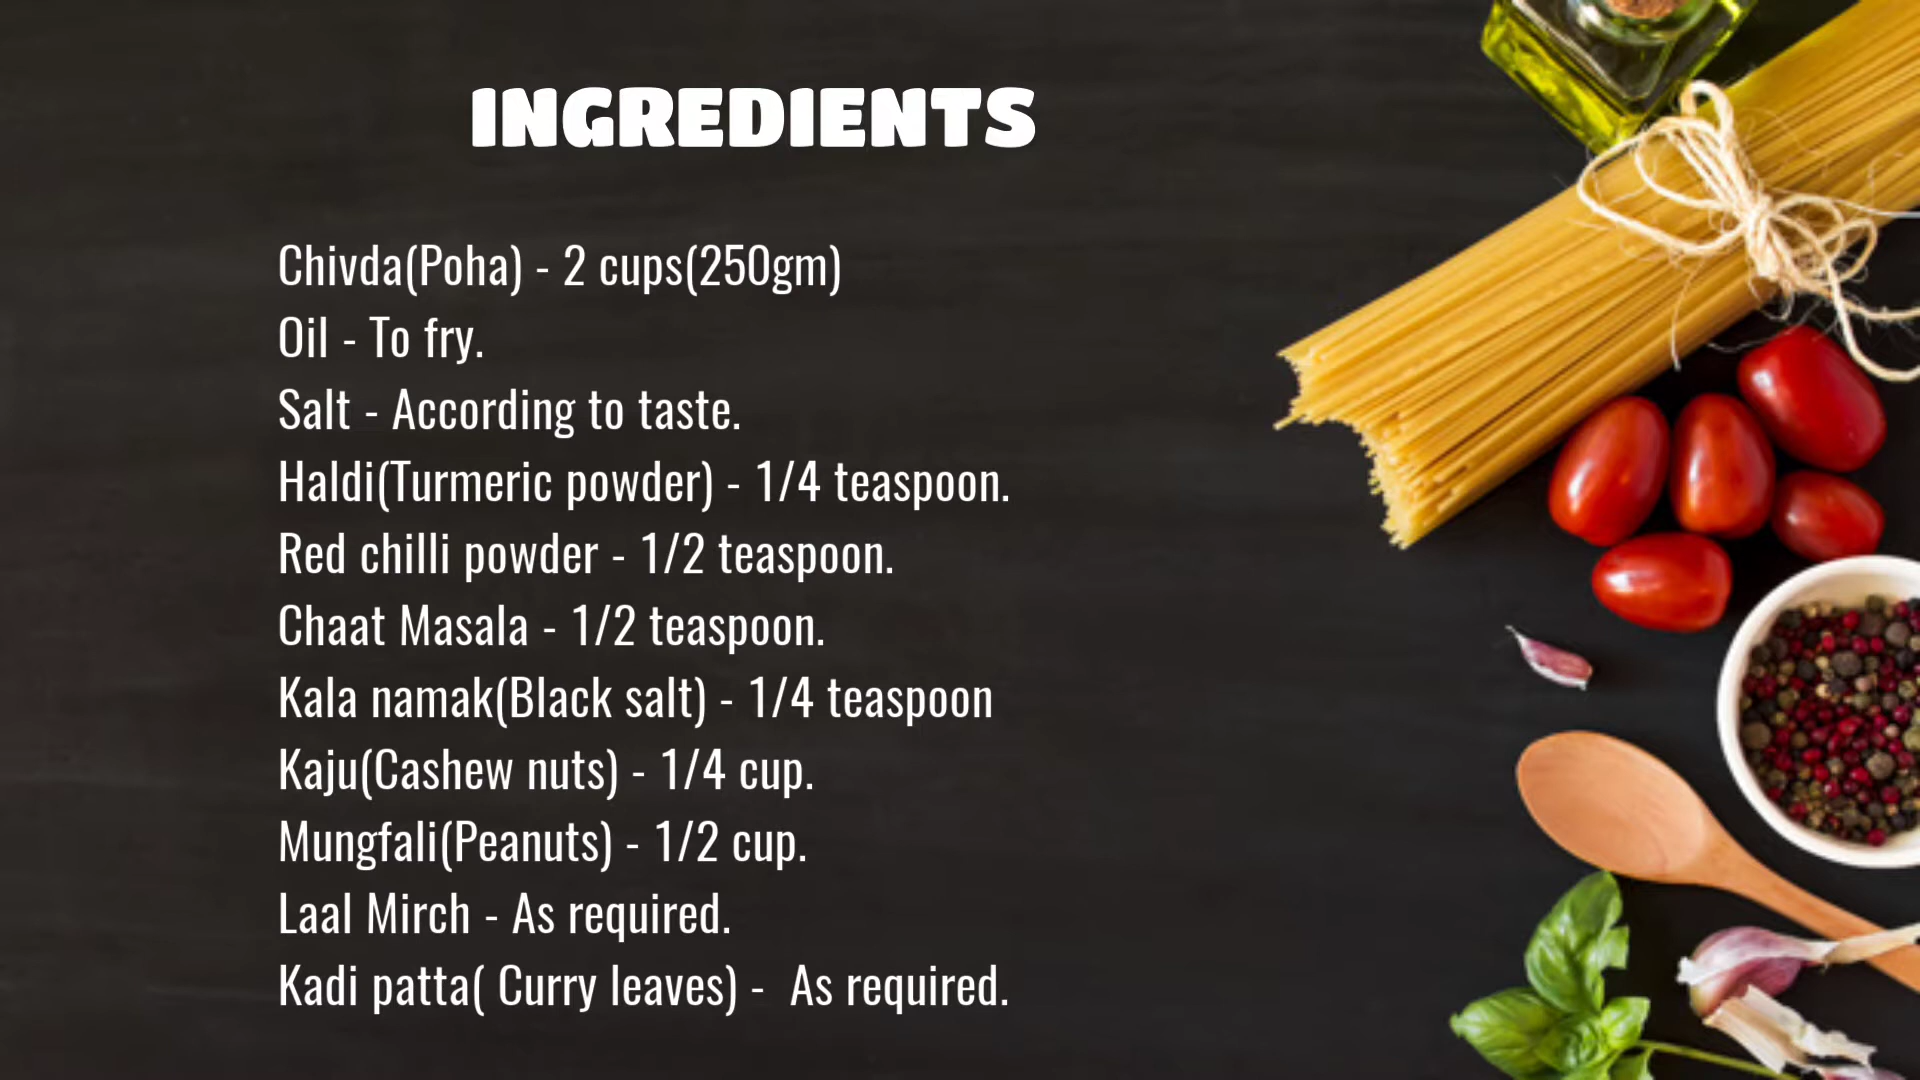 INGREDIENTS
Chivda(Poha) - 2 cups(250gm)
Oil - To fry.
Salt - According to taste.
Haldi(Turmeric powder) - 1/4 teaspoon.
Red chilli powder - 1/2 teaspoon.
Chaat Masala - 1/2 teaspoon.
Kala namak(Black salt) - 1/4 teaspoon
Kaju(Cashew nuts) - 1/4 cup.
Mungfali(Peanuts) - 1/2 cup.
Laal Mirch - As required.
Kadi patta( Curry leaves) -  As required.